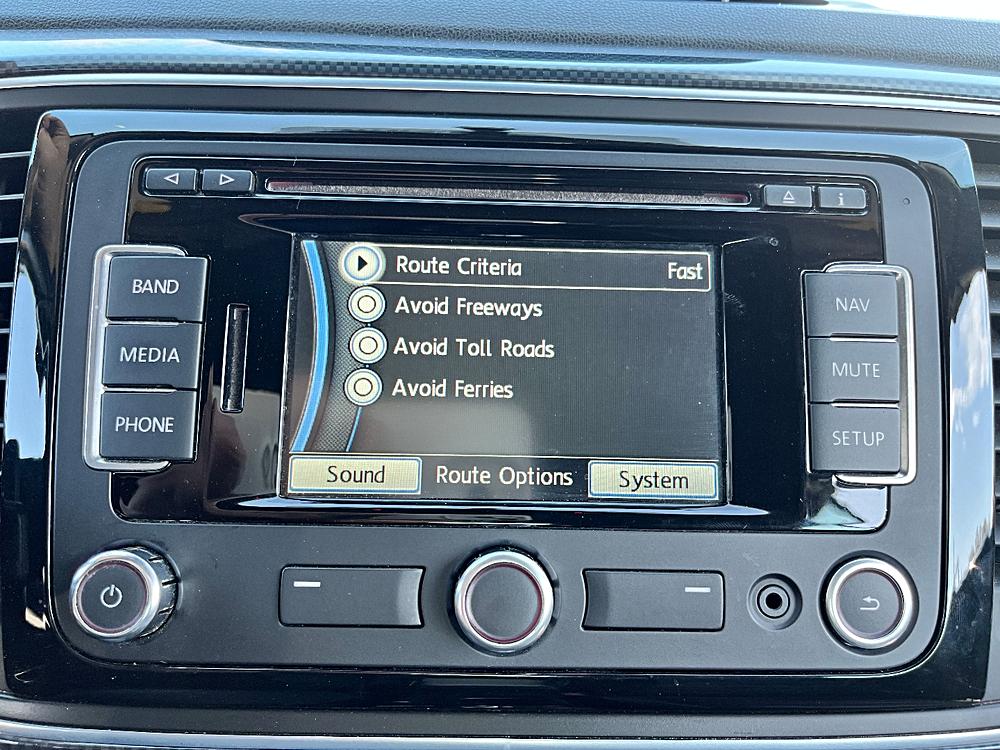 BAND
MEDIA
PHONE
Route Criteria Fast
Avoid Freeways
Avoid Toll Roads
Avoid Ferries
Sound Route Options System
NAV
MUTE
SETUP
i